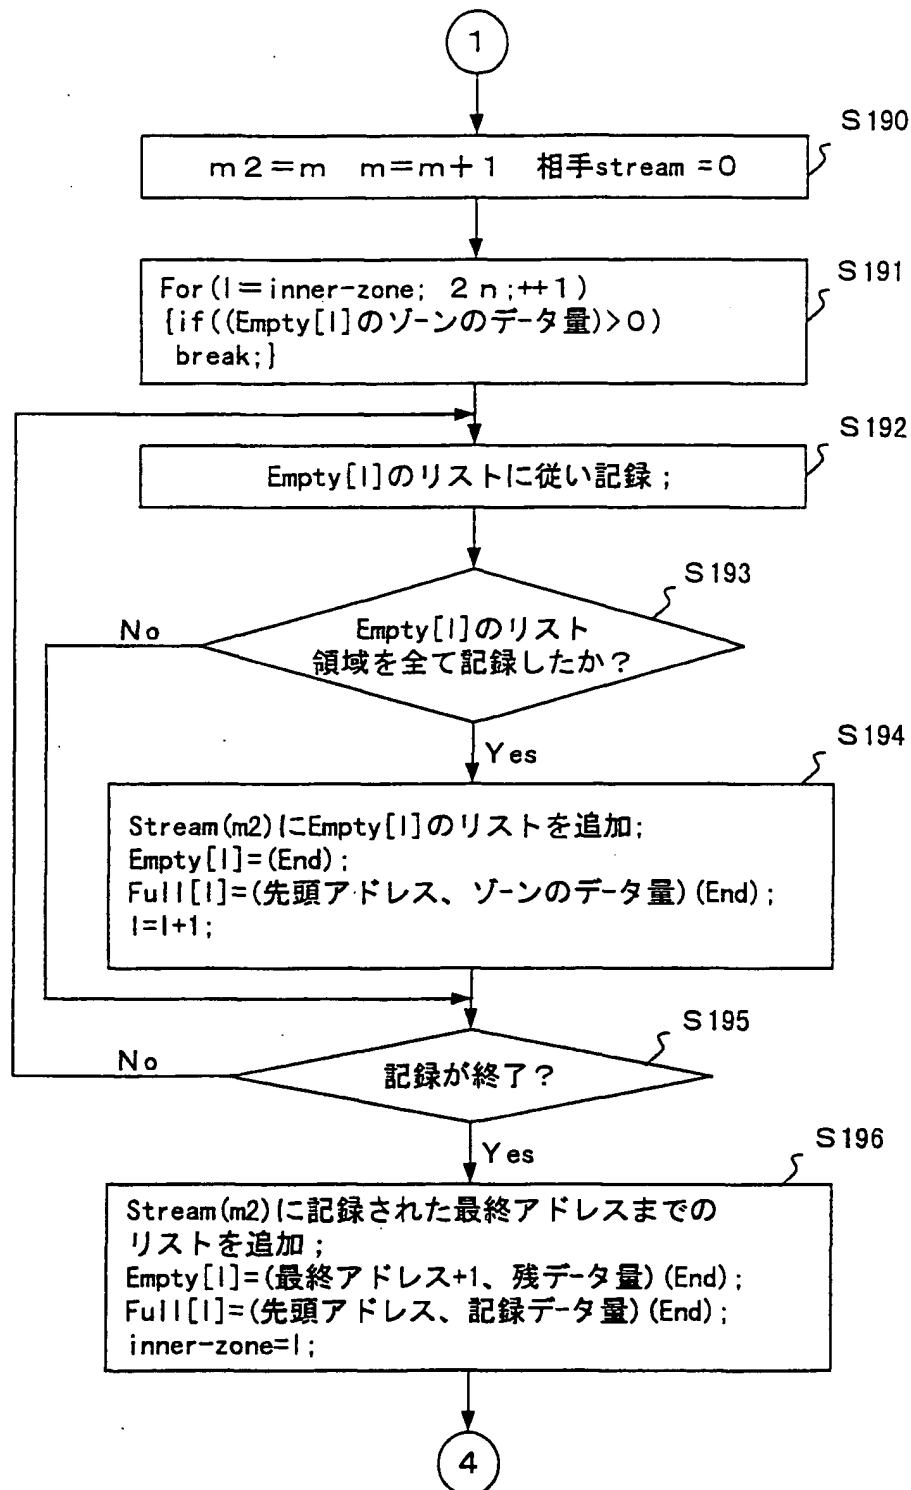 1
S190
m2=m m=m+1 相手stream =0
S191
For(l=inner-zone; 2n;++1)
{if((Empty[l]のゾーンのデータ量)>0)
break;}
S192
Empty[l]のリストに従い記録;
S193
No
Empty[l]のリスト
領域を全て記録したか?
Yes
S194
Stream(m2)にEmpty[l]のリストを追加;
Empty[l]=(End);
Full[l]=(先頭アドレス、ゾーンのデータ量)(End);
l=l+1;
S195
No
記録が終了?
Yes
S196
Stream(m2)に記録された最終アドレスまでの
リストを追加;
Empty[l]=(最終アドレス+1、残データ量)(End);
Full[l]=(先頭アドレス、記録データ量)(End);
inner-zone=l;
4